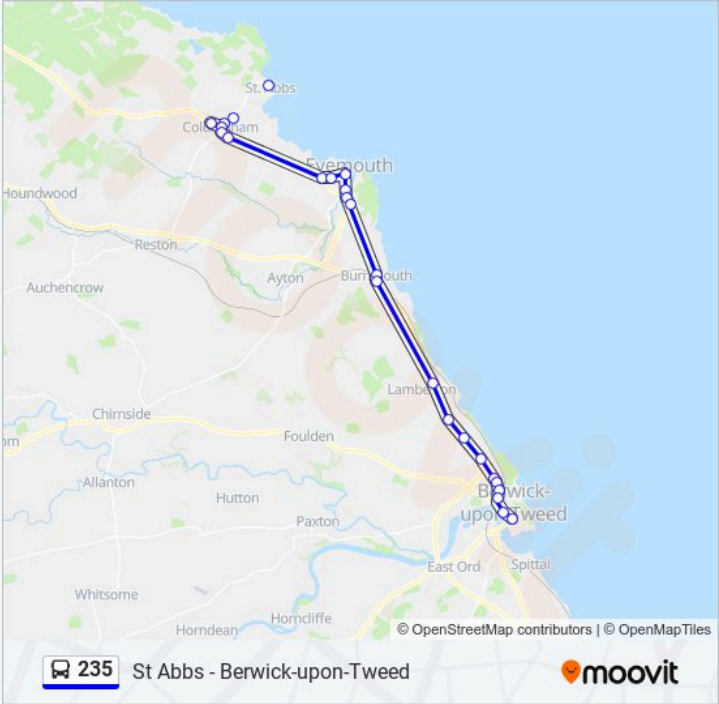 St. Abbs
Coldingham
Eyemouth
Houndwood
Reston
Ayton
Burnmouth
Auchencrow
Lamberton
Chirnside
Foulden
Allanton
Hutton
Berwick-
upon-Tweed
Paxton
East Ord
Spittal
Whitsome
Horncliffe
Horndean
© OpenStreetMap contributors | © OpenMapTiles
235 St Abbs - Berwick-upon-Tweed
moovit